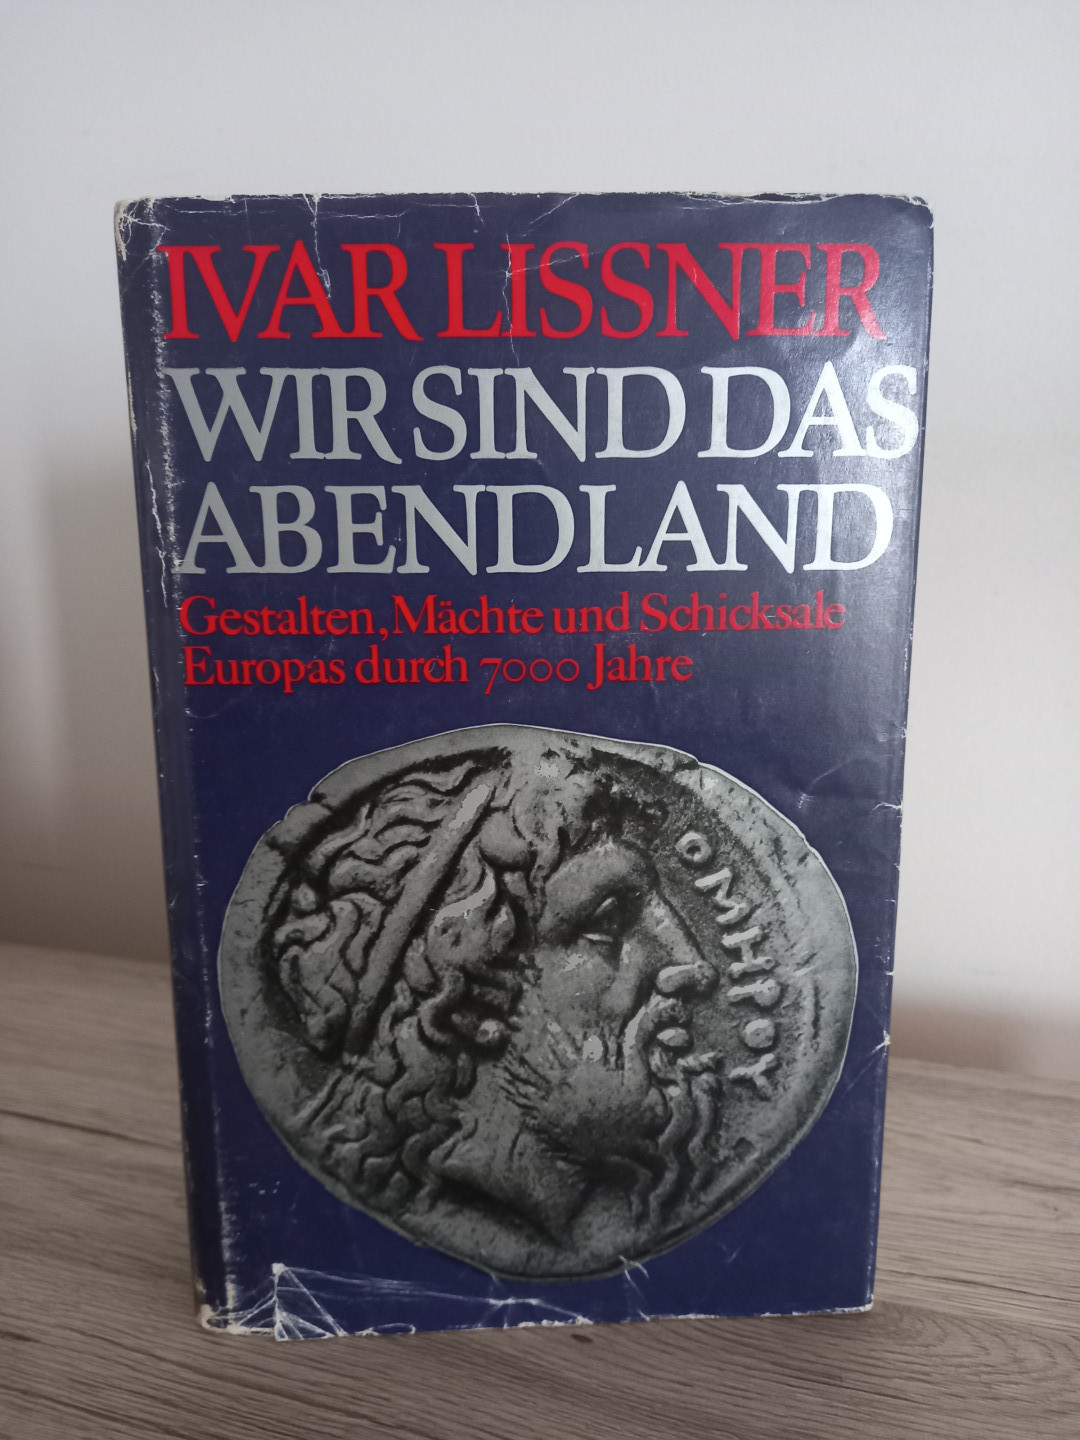 IVAR LISSNER
WIR SIND DAS
ABENDLAND
Gestalten, Mächte und Schicksale
Europas durch 7000 Jahre
ΟΜΗΡΟΥ